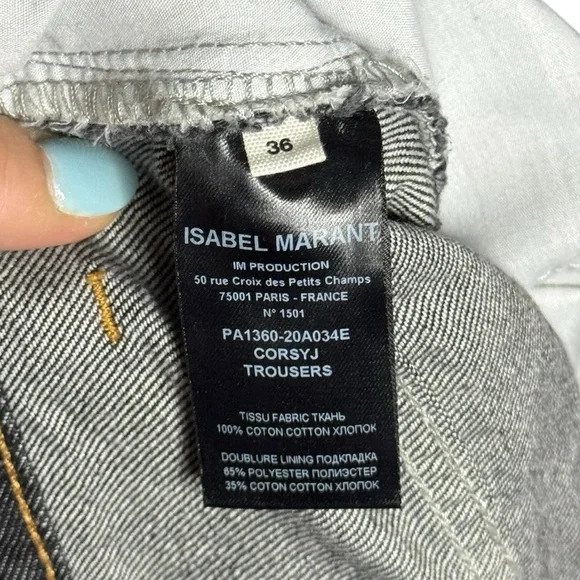 36
ISABEL MARANT
IM PRODUCTION
50 rue Croix des Petits Champs
75001 PARIS - FRANCE
N° 1501
PA1360-20A034E
CORSYJ
TROUSERS
TISSU FABRIC ТКАНЬ
100% COTON COTTON ХЛОПОК
DOUBLURE LINING ПОДКЛАДКА
65% POLYESTER ПОЛИЭСТЕР
35% COTON COTTON ХЛОПОК